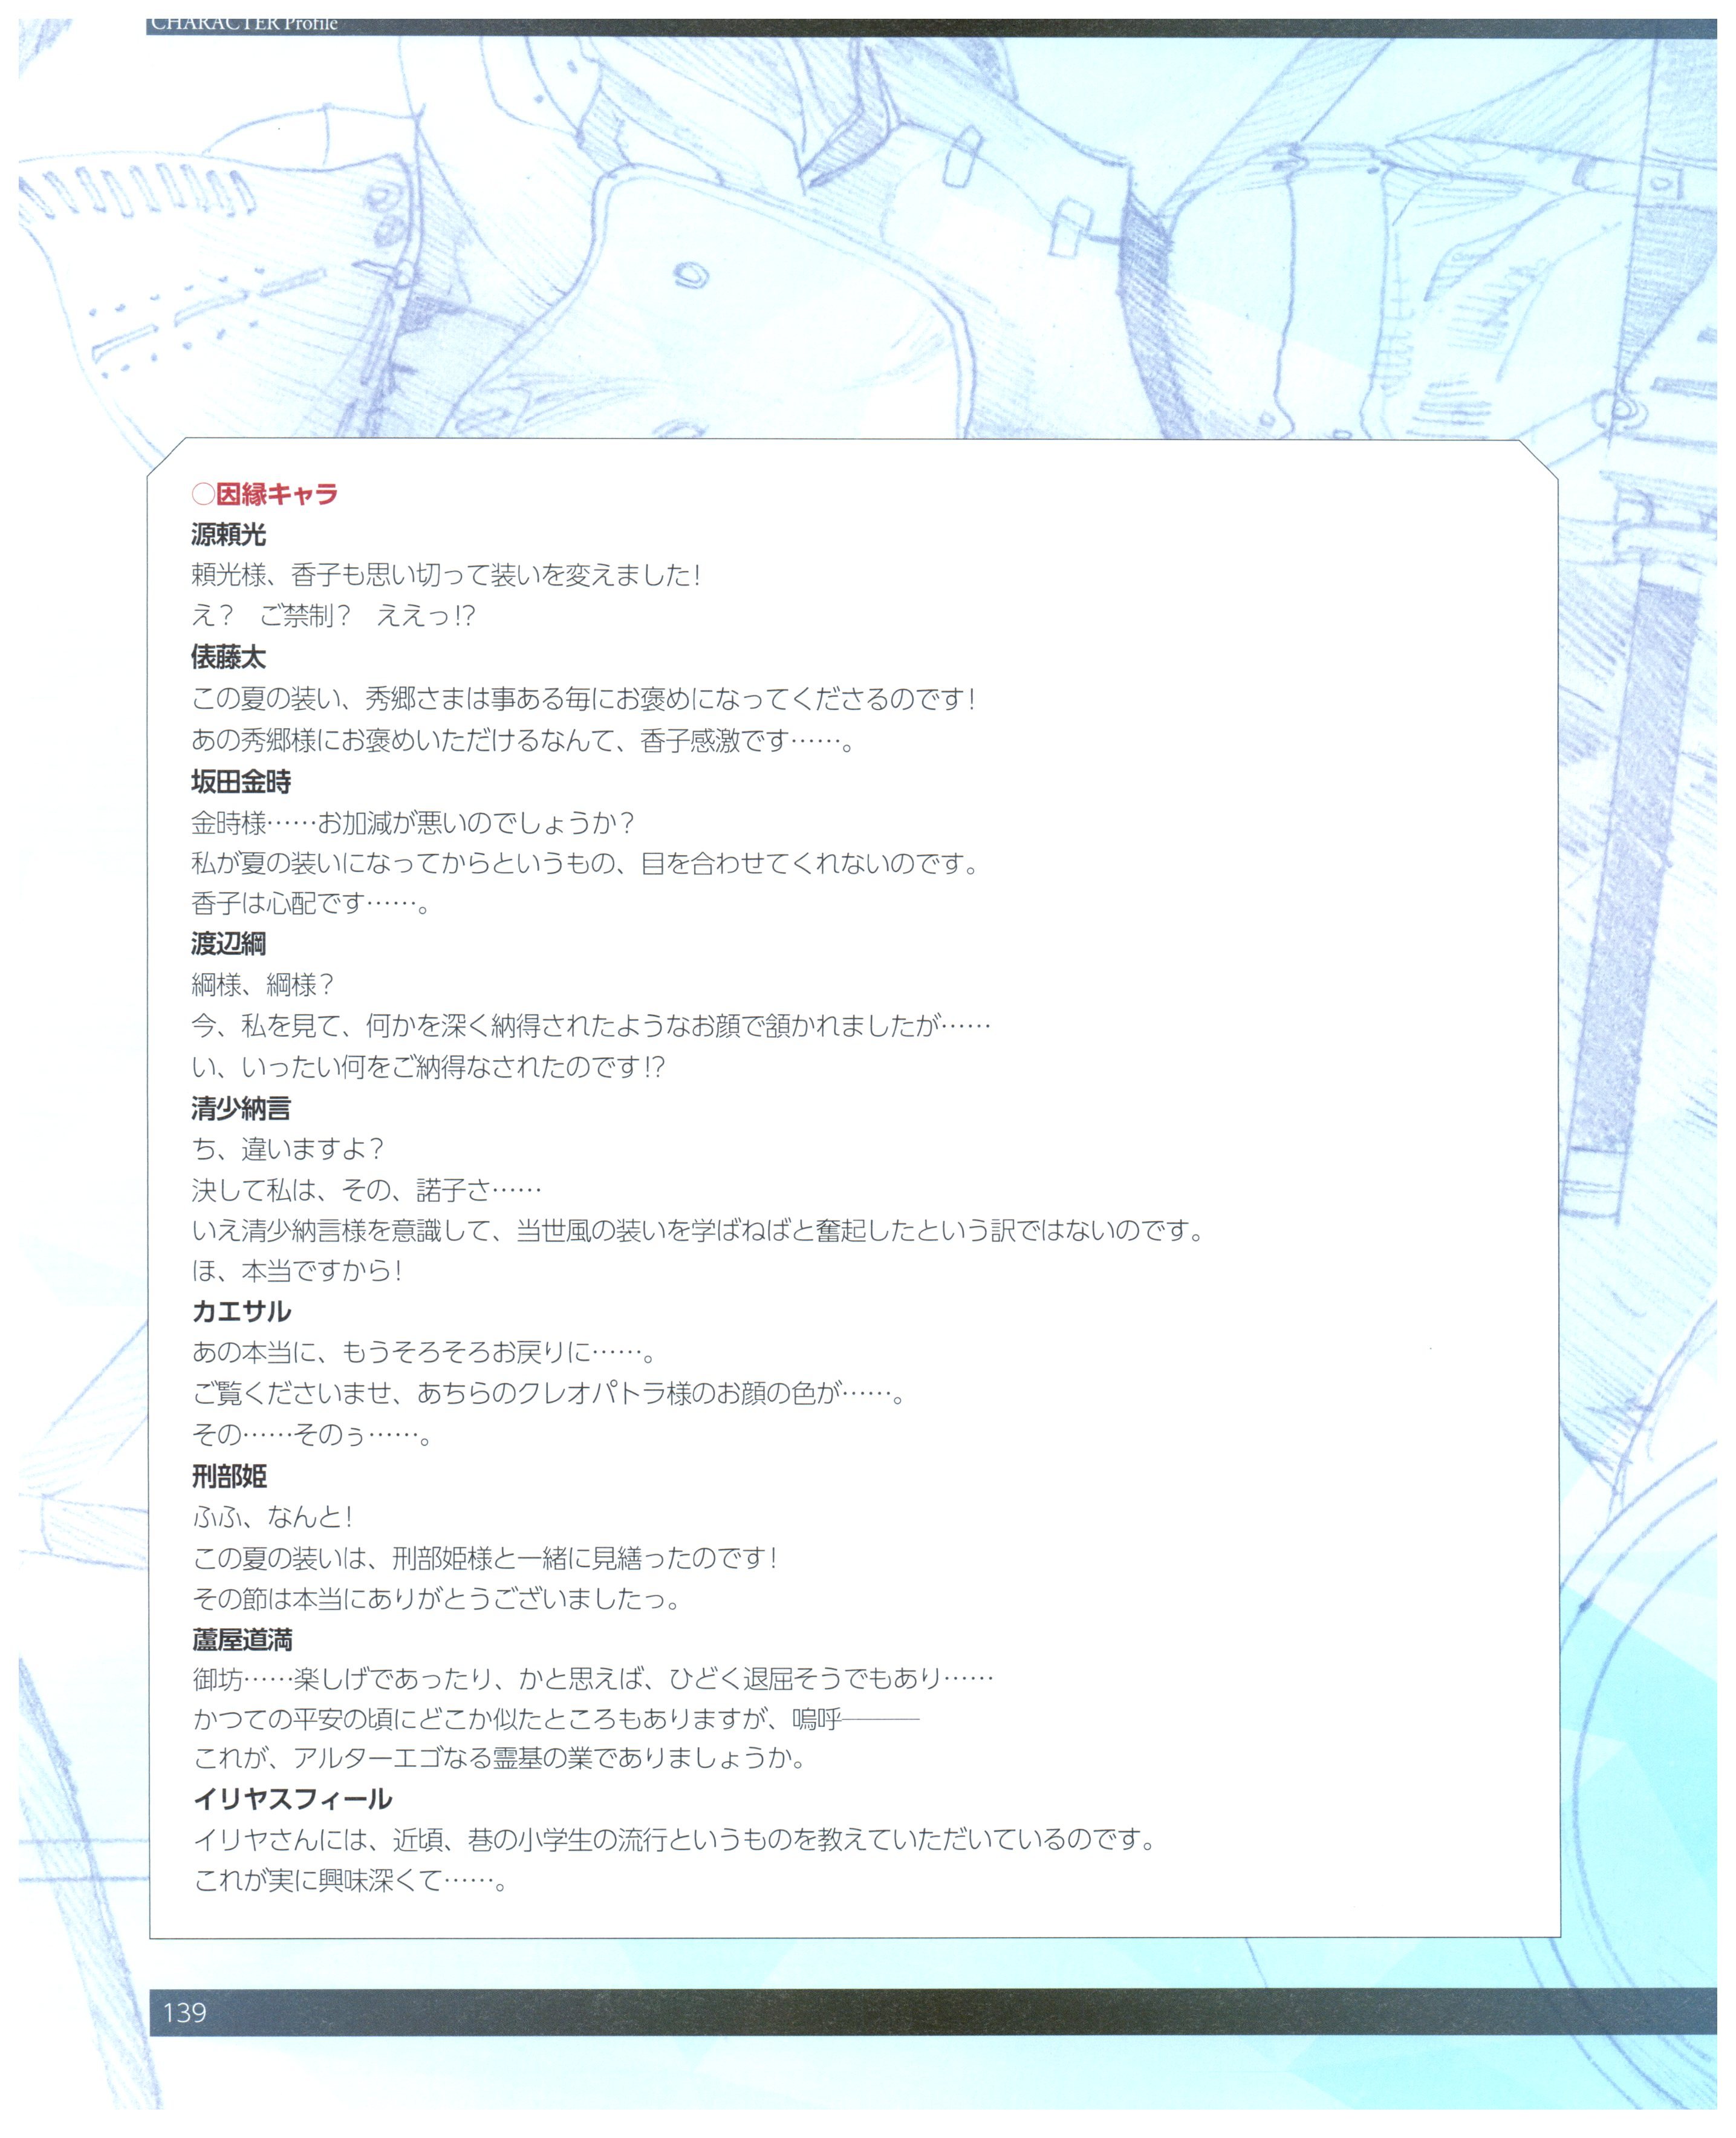 CHARACTER Profile
○因縁キャラ
源頼光
頼光様、香子も思い切って装いを変えました！
え？　ご禁制？　ええっ!?
俵藤太
この夏の装い、秀郷さまは事ある毎にお褒めになってくださるのです！
あの秀郷様にお褒めいただけるなんて、香子感激です……。
坂田金時
金時様……お加減が悪いのでしょうか？
私が夏の装いになってからというもの、目を合わせてくれないのです。
香子は心配です……。
渡辺綱
綱様、綱様？
今、私を見て、何かを深く納得されたようなお顔で頷かれましたが……
い、いったい何をご納得なされたのです!?
清少納言
ち、違いますよ？
決して私は、その、諾子さ……
いえ清少納言様を意識して、当世風の装いを学ばねばと奮起したという訳ではないのです。
ほ、本当ですから！
カエサル
あの本当に、もうそろそろお戻りに……。
ご覧くださいませ、あちらのクレオパトラ様のお顔の色が……。
その……そのぅ……。
刑部姫
ふふ、なんと！
この夏の装いは、刑部姫様と一緒に見繕ったのです！
その節は本当にありがとうございましたっ。
蘆屋道満
御坊……楽しげであったり、かと思えば、ひどく退屈そうでもあり……
かつての平安の頃にどこか似たところもありますが、嗚呼―――
これが、アルターエゴなる霊基の業でありましょうか。
イリヤスフィール
イリヤさんには、近頃、巷の小学生の流行というものを教えていただいているのです。
これが実に興味深くて……。
139